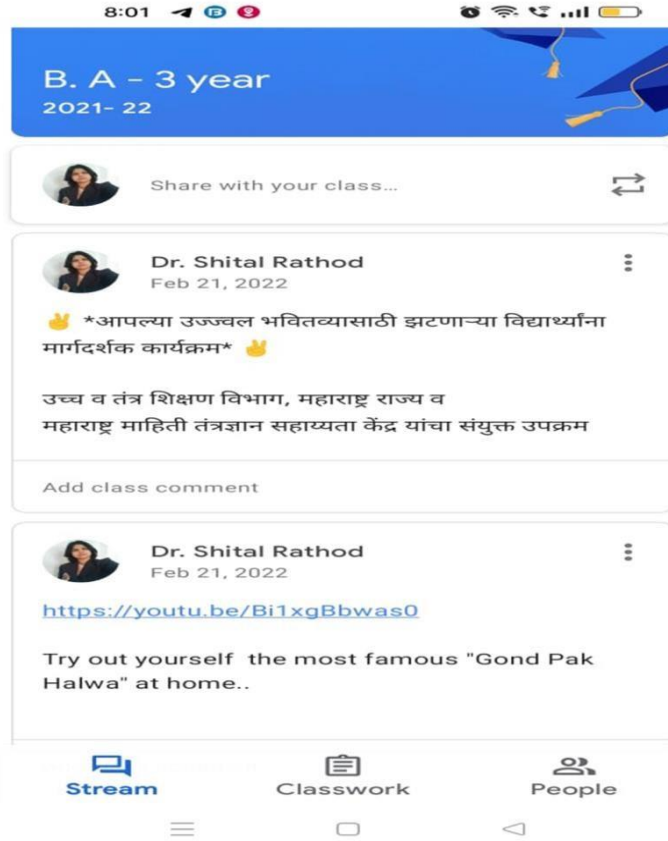 8:01
B. A - 3 year
2021- 22
Share with your class...
Dr. Shital Rathod
Feb 21, 2022
✌ *आपल्या उज्ज्वल भवितव्यासाठी झटणाऱ्या विद्यार्थ्यांना
मार्गदर्शक कार्यक्रम* ✌
उच्च व तंत्र शिक्षण विभाग, महाराष्ट्र राज्य व
महाराष्ट्र माहिती तंत्रज्ञान सहाय्यता केंद्र यांचा संयुक्त उपक्रम
Add class comment
Dr. Shital Rathod
Feb 21, 2022
https://youtu.be/Bi1xgBbwas0
Try out yourself  the most famous "Gond Pak
Halwa" at home..
Stream
Classwork
People